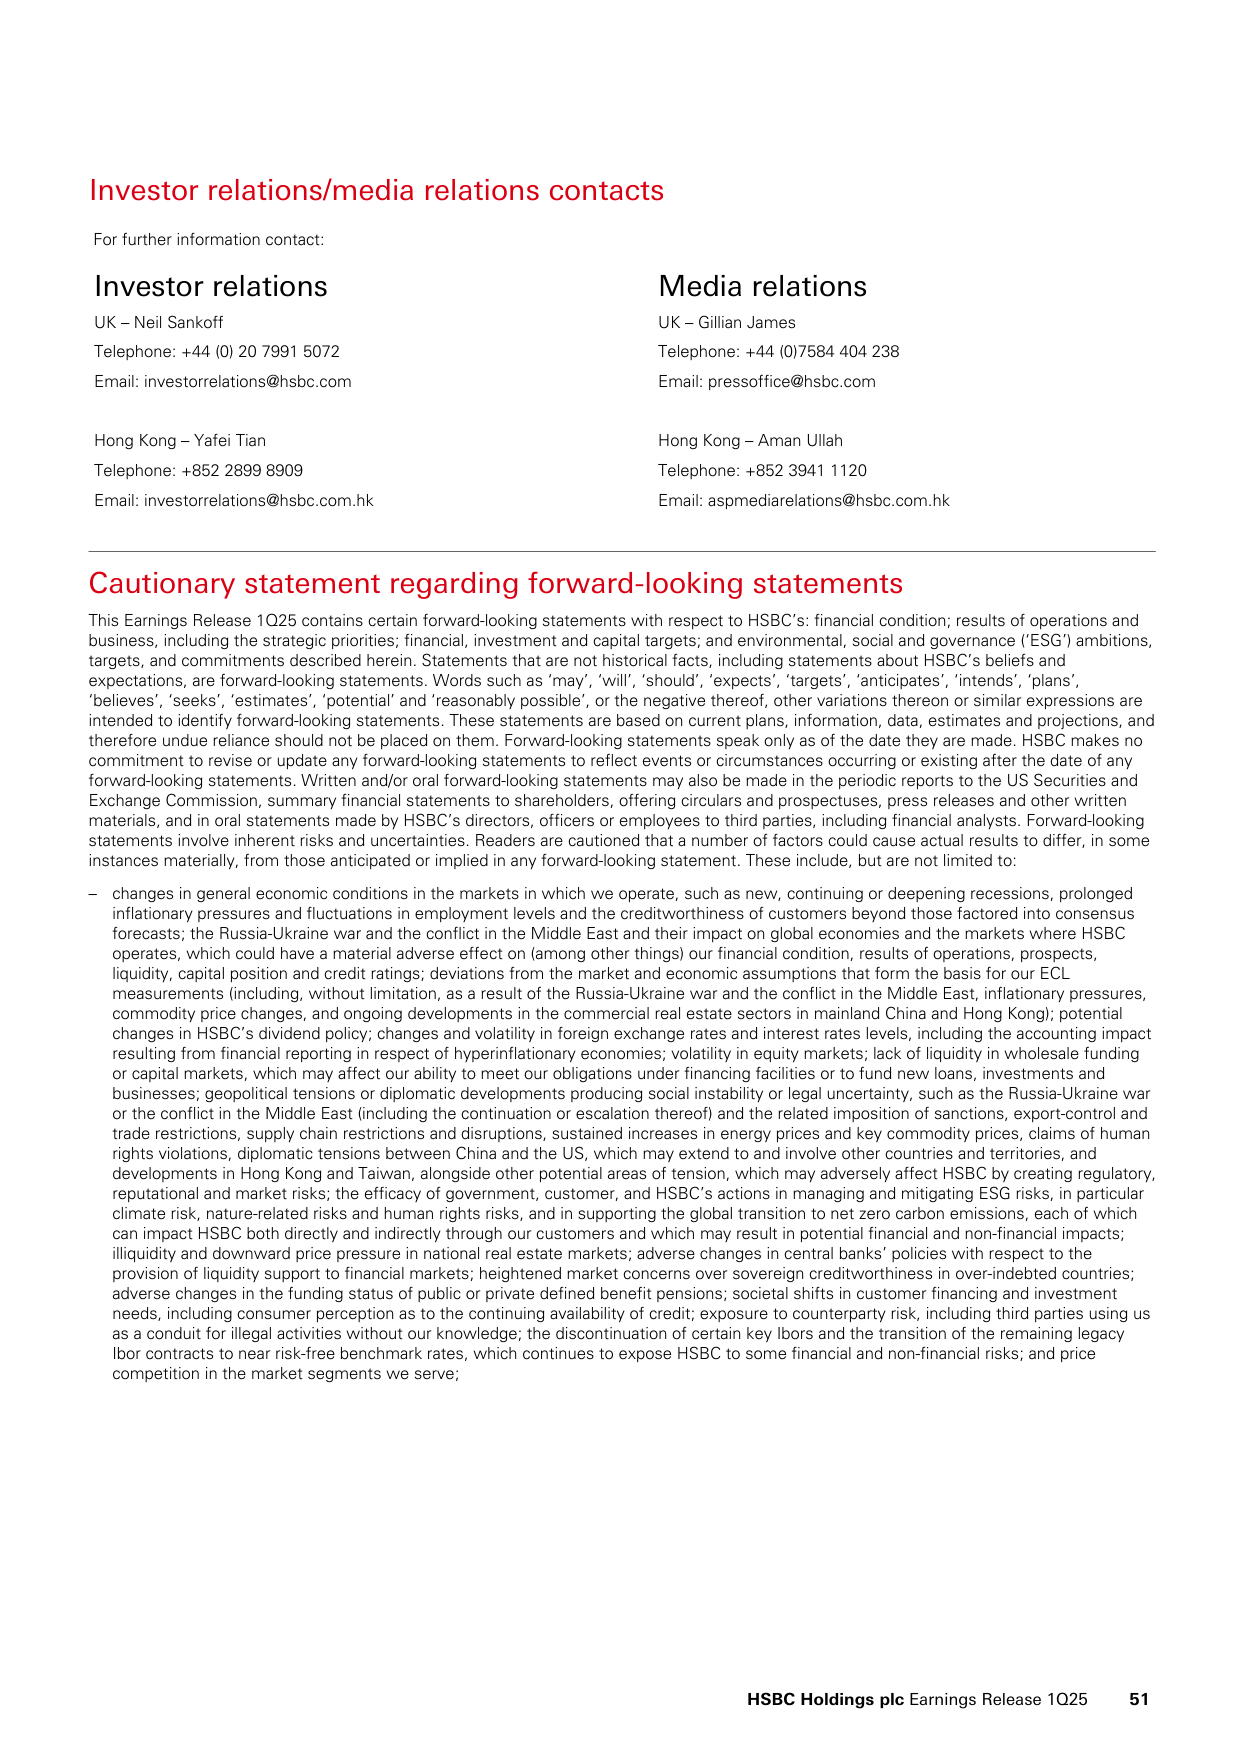 Investor relations/media relations contacts
For further information contact:
Investor relations
UK – Neil Sankoff
Telephone: +44 (0) 20 7991 5072
Email: investorrelations@hsbc.com
Hong Kong – Yafei Tian
Telephone: +852 2899 8909
Email: investorrelations@hsbc.com.hk
Media relations
UK – Gillian James
Telephone: +44 (0)7584 404 238
Email: pressoffice@hsbc.com
Hong Kong – Aman Ullah
Telephone: +852 3941 1120
Email: aspmediarelations@hsbc.com.hk
Cautionary statement regarding forward-looking statements
This Earnings Release 1Q25 contains certain forward-looking statements with respect to HSBC’s: financial condition; results of operations and
business, including the strategic priorities; financial, investment and capital targets; and environmental, social and governance (‘ESG’) ambitions,
targets, and commitments described herein. Statements that are not historical facts, including statements about HSBC’s beliefs and
expectations, are forward-looking statements. Words such as ‘may’, ‘will’, ‘should’, ‘expects’, ‘targets’, ‘anticipates’, ‘intends’, ‘plans’,
‘believes’, ‘seeks’, ‘estimates’, ‘potential’ and ‘reasonably possible’, or the negative thereof, other variations thereon or similar expressions are
intended to identify forward-looking statements. These statements are based on current plans, information, data, estimates and projections, and
therefore undue reliance should not be placed on them. Forward-looking statements speak only as of the date they are made. HSBC makes no
commitment to revise or update any forward-looking statements to reflect events or circumstances occurring or existing after the date of any
forward-looking statements. Written and/or oral forward-looking statements may also be made in the periodic reports to the US Securities and
Exchange Commission, summary financial statements to shareholders, offering circulars and prospectuses, press releases and other written
materials, and in oral statements made by HSBC’s directors, officers or employees to third parties, including financial analysts. Forward-looking
statements involve inherent risks and uncertainties. Readers are cautioned that a number of factors could cause actual results to differ, in some
instances materially, from those anticipated or implied in any forward-looking statement. These include, but are not limited to:
– changes in general economic conditions in the markets in which we operate, such as new, continuing or deepening recessions, prolonged
inflationary pressures and fluctuations in employment levels and the creditworthiness of customers beyond those factored into consensus
forecasts; the Russia-Ukraine war and the conflict in the Middle East and their impact on global economies and the markets where HSBC
operates, which could have a material adverse effect on (among other things) our financial condition, results of operations, prospects,
liquidity, capital position and credit ratings; deviations from the market and economic assumptions that form the basis for our ECL
measurements (including, without limitation, as a result of the Russia-Ukraine war and the conflict in the Middle East, inflationary pressures,
commodity price changes, and ongoing developments in the commercial real estate sectors in mainland China and Hong Kong); potential
changes in HSBC’s dividend policy; changes and volatility in foreign exchange rates and interest rates levels, including the accounting impact
resulting from financial reporting in respect of hyperinflationary economies; volatility in equity markets; lack of liquidity in wholesale funding
or capital markets, which may affect our ability to meet our obligations under financing facilities or to fund new loans, investments and
businesses; geopolitical tensions or diplomatic developments producing social instability or legal uncertainty, such as the Russia-Ukraine war
or the conflict in the Middle East (including the continuation or escalation thereof) and the related imposition of sanctions, export-control and
trade restrictions, supply chain restrictions and disruptions, sustained increases in energy prices and key commodity prices, claims of human
rights violations, diplomatic tensions between China and the US, which may extend to and involve other countries and territories, and
developments in Hong Kong and Taiwan, alongside other potential areas of tension, which may adversely affect HSBC by creating regulatory,
reputational and market risks; the efficacy of government, customer, and HSBC’s actions in managing and mitigating ESG risks, in particular
climate risk, nature-related risks and human rights risks, and in supporting the global transition to net zero carbon emissions, each of which
can impact HSBC both directly and indirectly through our customers and which may result in potential financial and non-financial impacts;
illiquidity and downward price pressure in national real estate markets; adverse changes in central banks’ policies with respect to the
provision of liquidity support to financial markets; heightened market concerns over sovereign creditworthiness in over-indebted countries;
adverse changes in the funding status of public or private defined benefit pensions; societal shifts in customer financing and investment
needs, including consumer perception as to the continuing availability of credit; exposure to counterparty risk, including third parties using us
as a conduit for illegal activities without our knowledge; the discontinuation of certain key Ibors and the transition of the remaining legacy
Ibor contracts to near risk-free benchmark rates, which continues to expose HSBC to some financial and non-financial risks; and price
competition in the market segments we serve;
HSBC Holdings plc Earnings Release 1Q25 51